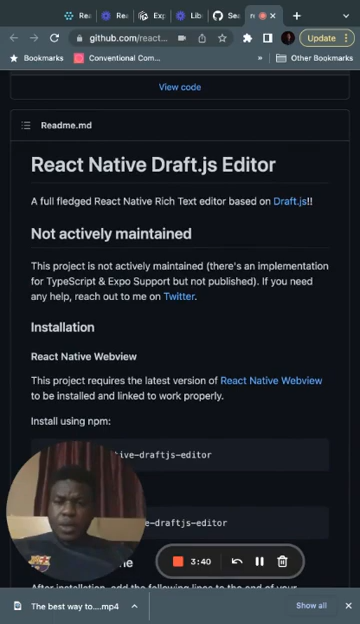 Rea
Rea
Exp
Lib
Sea
github.com/react...
Update
Bookmarks
Conventional Com...
»
Other Bookmarks
View code
Readme.md
React Native Draft.js Editor
A full fledged React Native Rich Text editor based on Draft.js!!
Not actively maintained
This project is not actively maintained (there's an implementation
for TypeScript & Expo Support but not published). If you need
any help, reach out to me on Twitter.
Installation
React Native Webview
This project requires the latest version of React Native Webview
to be installed and linked to work properly.
Install using npm:
tive-draftjs-editor
e-draftjs-editor
3:40
After installation, add the following lines to the end of your
The best way to....mp4
Show all